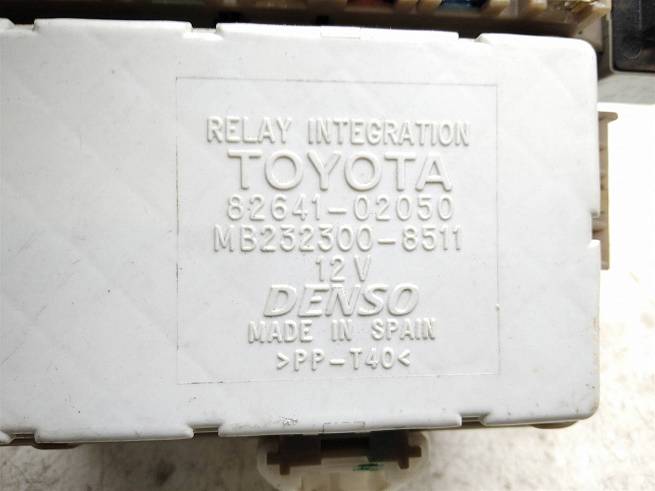 RELAY INTEGRATION
TOYOTA
82641-02050
MB232300-8511
12V
DENSO
MADE IN SPAIN
>PP-T40<